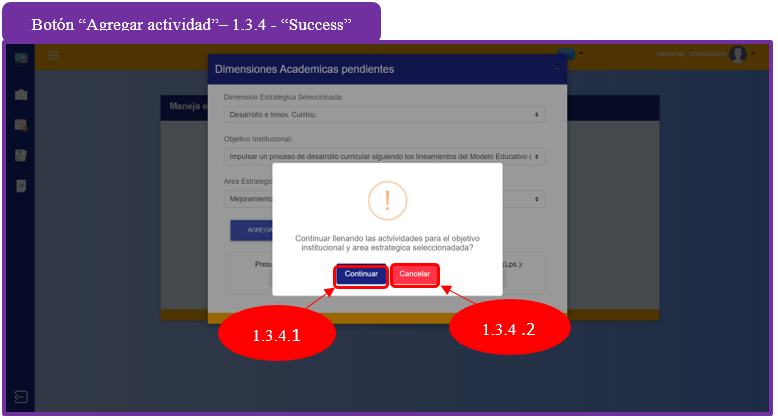 Botón “Agregar actividad”– 1.3.4 - “Success”
sistemas_coordinador
Dimensiones Academicas pendientes
Maneja e
Dimension Estrategica Seleccionada:
Desarrollo e Innov. Curricu.
Objetivo Institucional:
Impulsar un proceso de desarrollo curricular siguiendo los lineamientos del Modelo Educativo
Area Estrategic
Mejoramiento
AGREGA
Continuar llenando las actvidades para el objetivo
institucional y area estrategica seleccionadada?
Presu
(Lps.):
Continuar
Cancelar
1.3.4.1
1.3.4 .2